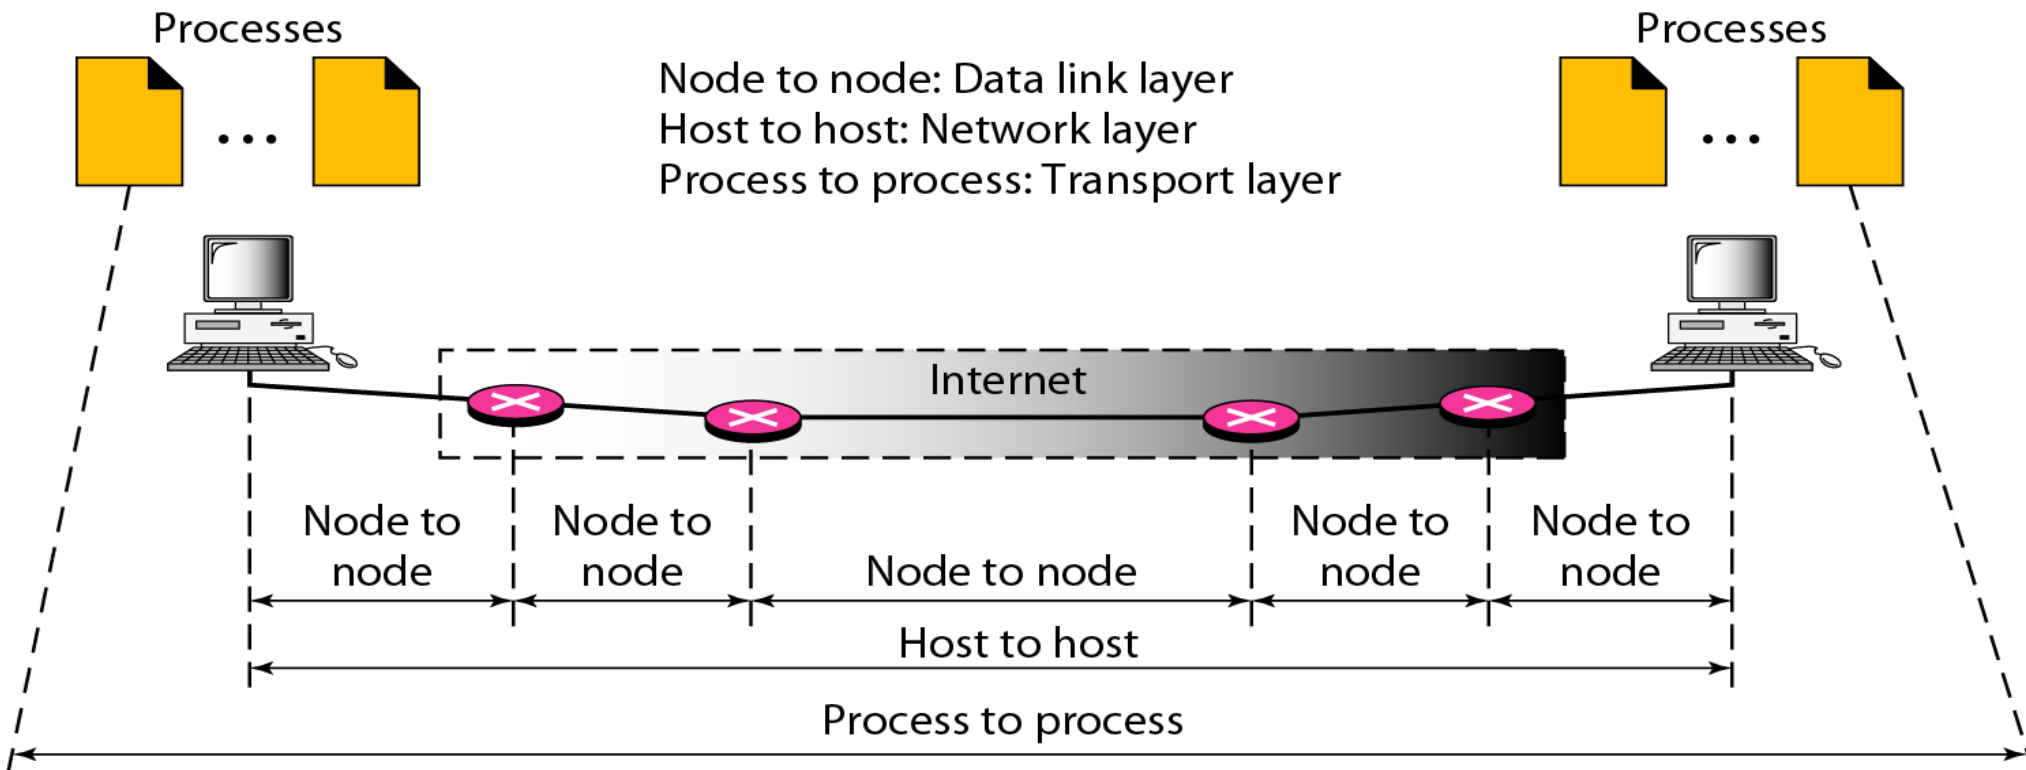 Processes
Processes
Node to node: Data link layer
Host to host: Network layer
Process to process: Transport layer
Internet
Node to
node
Node to
node
Node to node
Node to
node
Node to
node
Host to host
Process to process